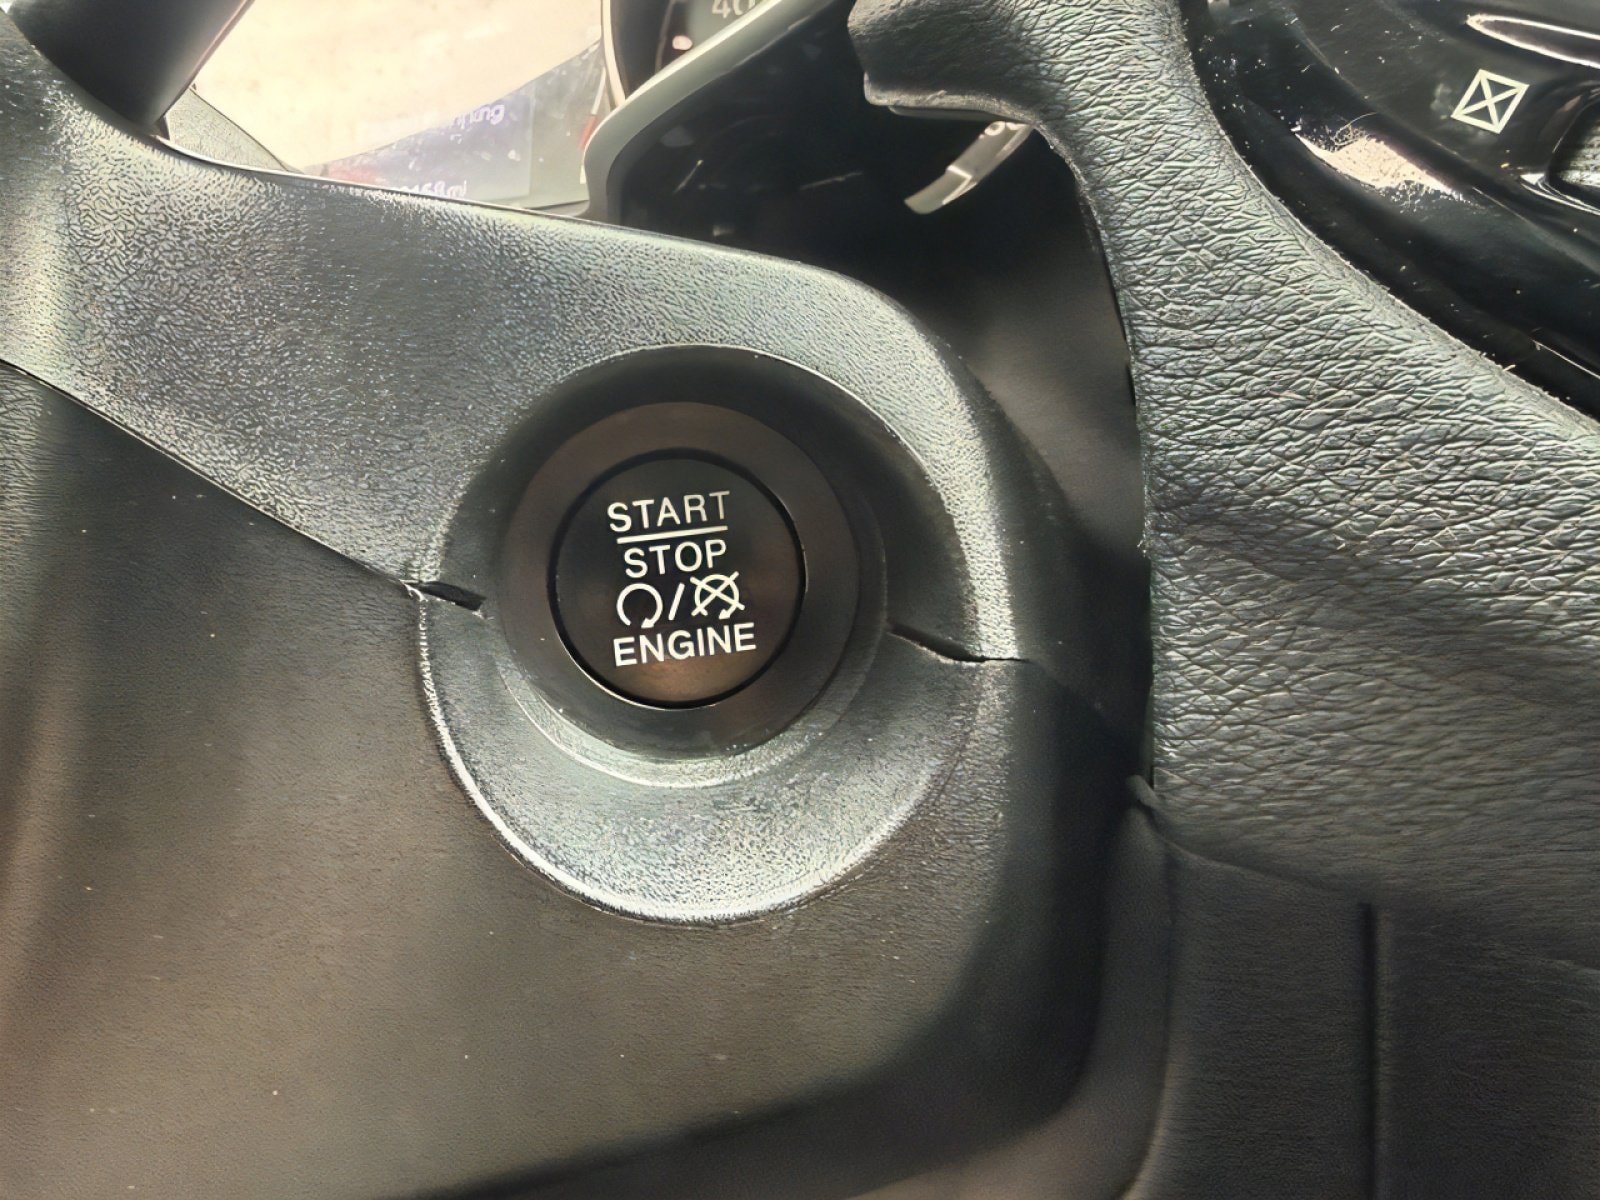 START
STOP
/
ENGINE